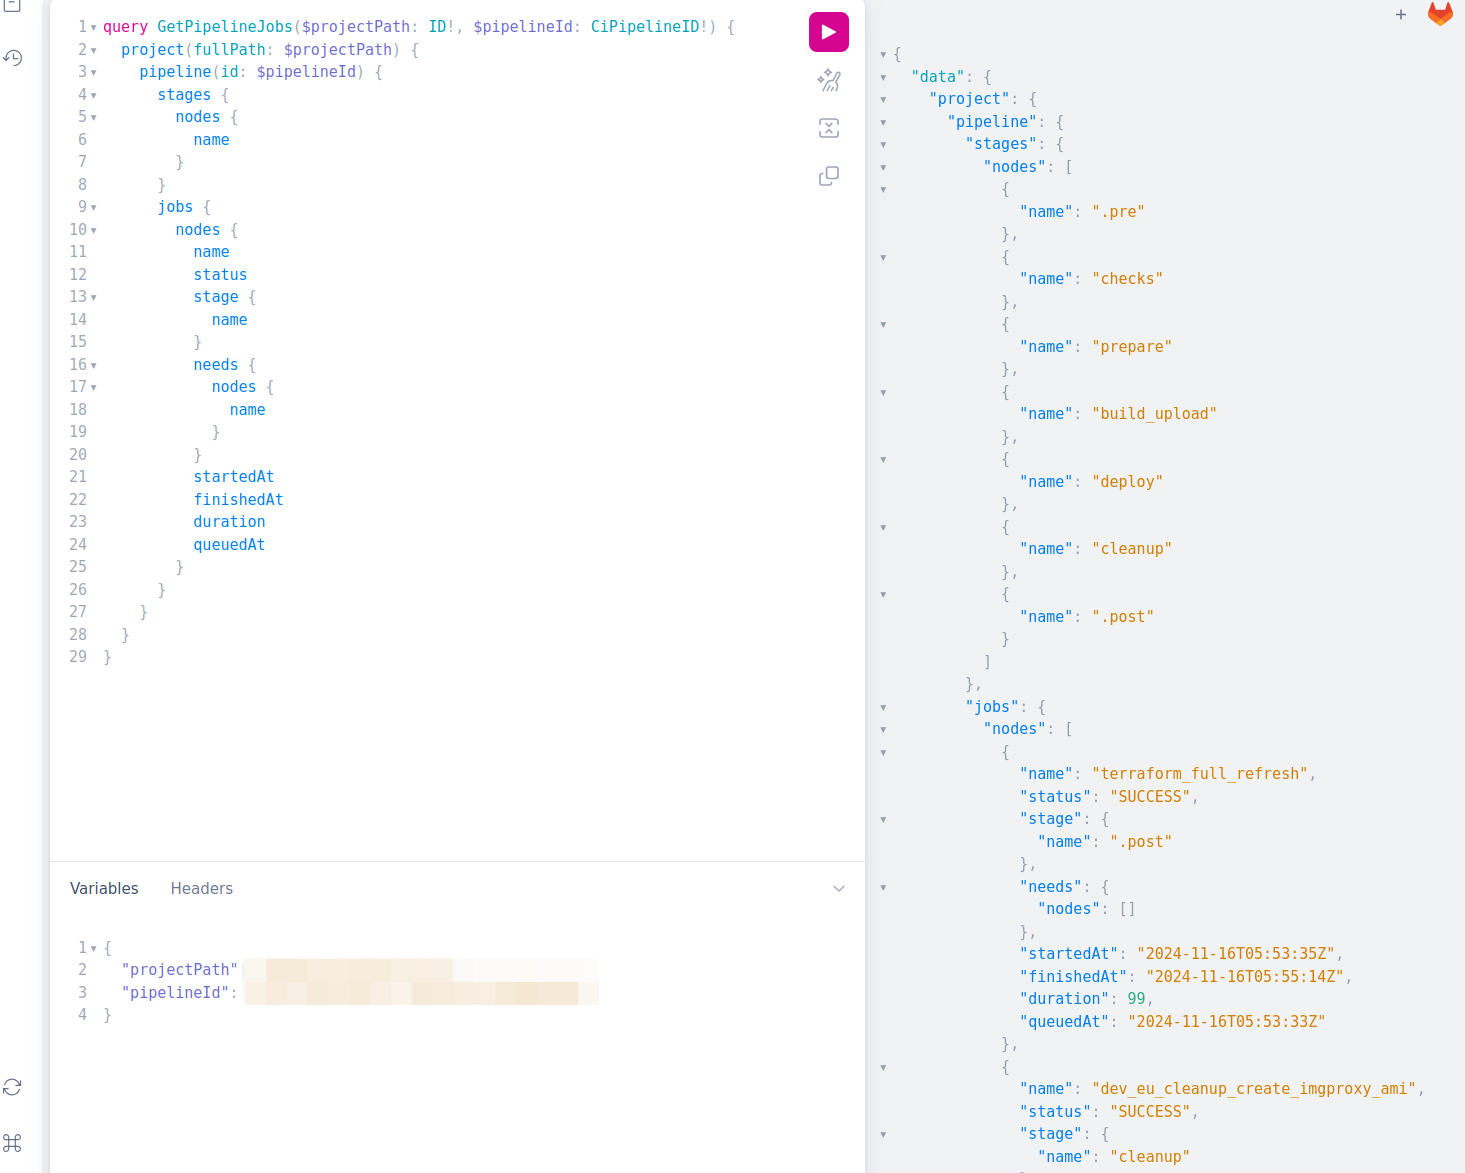 1 query GetPipelineJobs($projectPath: ID!, $pipelineId: CiPipelineID!) {
2   project(fullPath: $projectPath) {
3     pipeline(id: $pipelineId) {
4       stages {
5         nodes {
6           name
7         }
8       }
9       jobs {
10         nodes {
11           name
12           status
13           stage {
14             name
15           }
16           needs {
17             nodes {
18               name
19             }
20           }
21           startedAt
22           finishedAt
23           duration
24           queuedAt
25         }
26       }
27     }
28   }
29 }
Variables Headers
1 {
2   "projectPath"
3   "pipelineId":
4 }
+
{
  "data": {
    "project": {
      "pipeline": {
        "stages": {
          "nodes": [
            {
              "name": ".pre"
            },
            {
              "name": "checks"
            },
            {
              "name": "prepare"
            },
            {
              "name": "build_upload"
            },
            {
              "name": "deploy"
            },
            {
              "name": "cleanup"
            },
            {
              "name": ".post"
            }
          ]
        },
        "jobs": {
          "nodes": [
            {
              "name": "terraform_full_refresh",
              "status": "SUCCESS",
              "stage": {
                "name": ".post"
              },
              "needs": {
                "nodes": []
              },
              "startedAt": "2024-11-16T05:53:35Z",
              "finishedAt": "2024-11-16T05:55:14Z",
              "duration": 99,
              "queuedAt": "2024-11-16T05:53:33Z"
            },
            {
              "name": "dev_eu_cleanup_create_imgproxy_ami",
              "status": "SUCCESS",
              "stage": {
                "name": "cleanup"